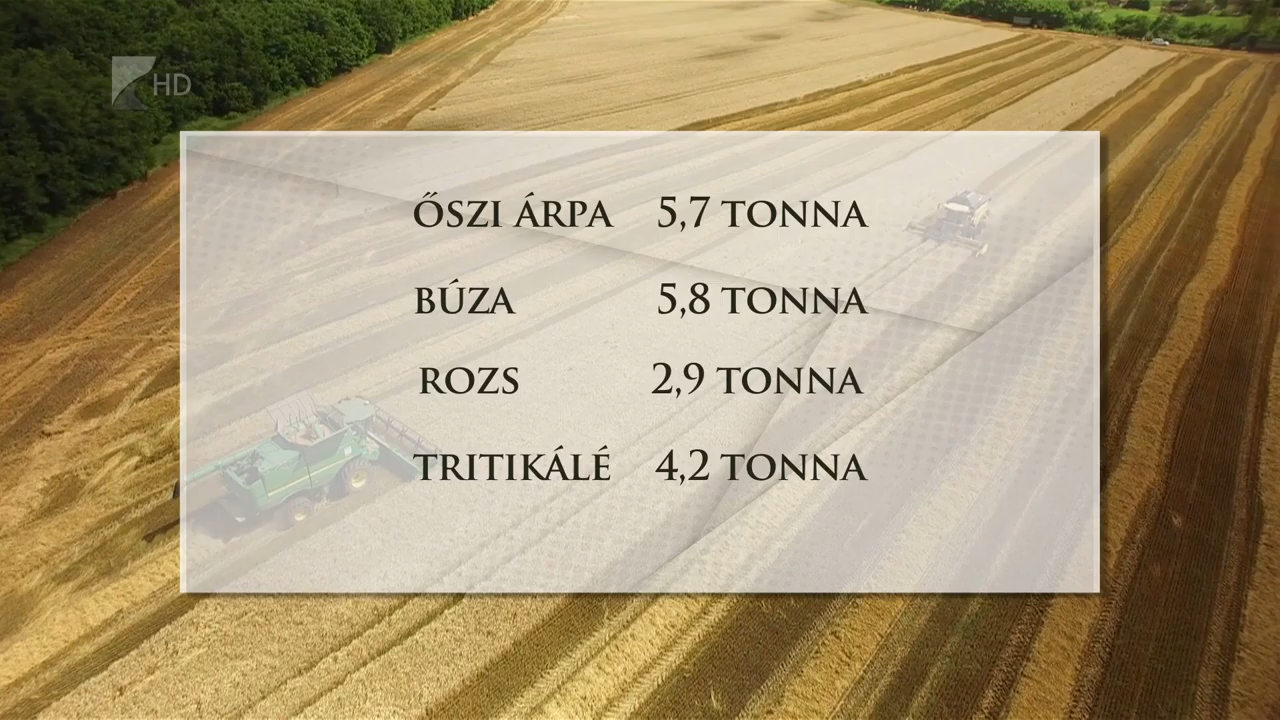 HD
ŐSZI ÁRPA 5,7 TONNA
BÚZA 5,8 TONNA
ROZS 2,9 TONNA
TRITIKÁLÉ 4,2 TONNA